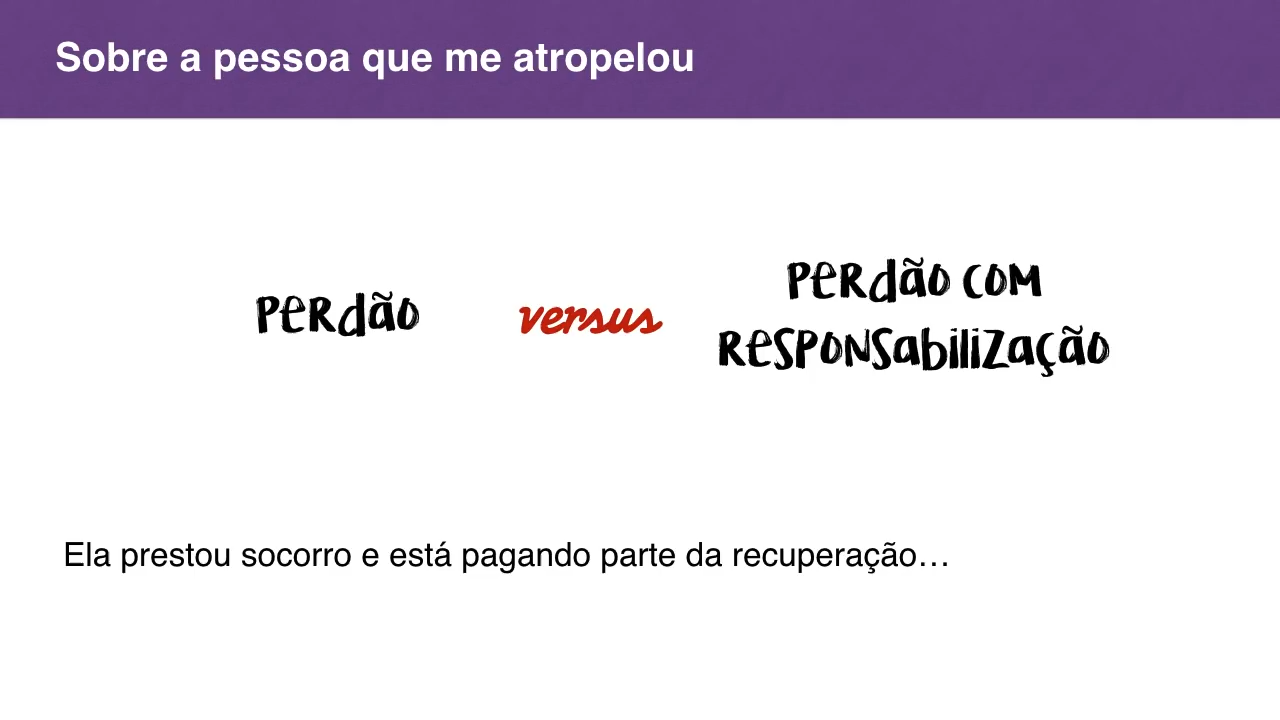 Sobre a pessoa que me atropelou
Perdão versus Perdão com
Responsabilização
Ela prestou socorro e está pagando parte da recuperação…